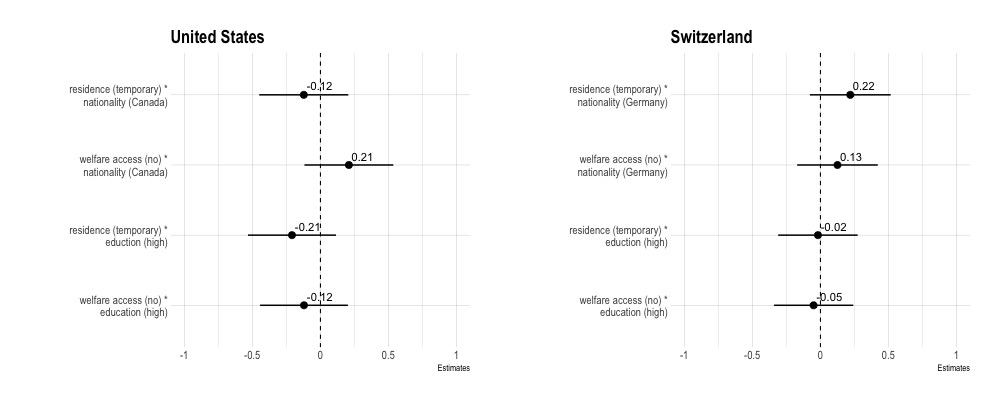 United States
residence (temporary) *
nationality (Canada)
-0.12
welfare access (no) *
nationality (Canada)
0.21
residence (temporary) *
eduction (high)
-0.21
welfare access (no) *
education (high)
-0.12
-1 -0.5 0 0.5 1
Estimates
Switzerland
residence (temporary) *
nationality (Germany)
0.22
welfare access (no) *
nationality (Germany)
0.13
residence (temporary) *
eduction (high)
-0.02
welfare access (no) *
education (high)
-0.05
-1 -0.5 0 0.5 1
Estimates